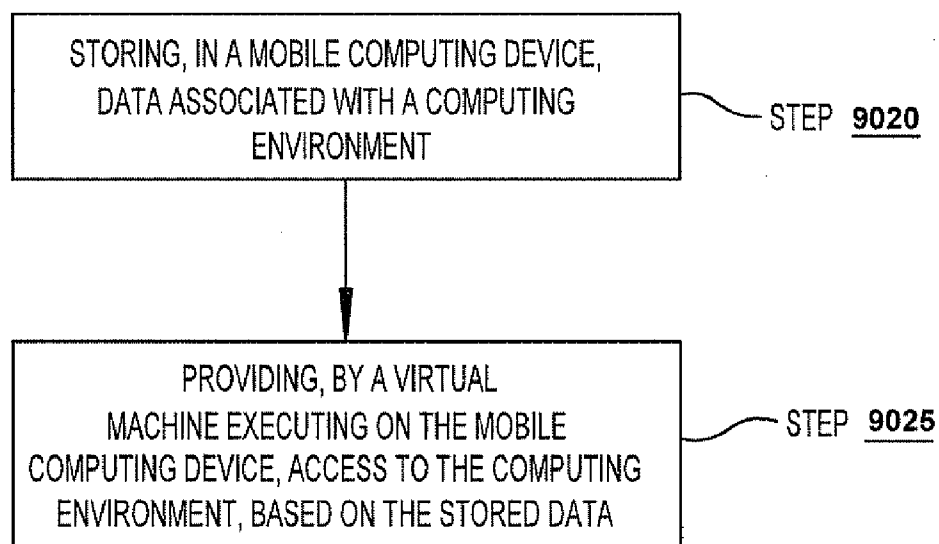 STORING, IN A MOBILE COMPUTING DEVICE,
DATA ASSOCIATED WITH A COMPUTING
ENVIRONMENT
STEP 9020
PROVIDING, BY A VIRTUAL
MACHINE EXECUTING ON THE MOBILE
COMPUTING DEVICE, ACCESS TO THE COMPUTING
ENVIRONMENT, BASED ON THE STORED DATA
STEP 9025